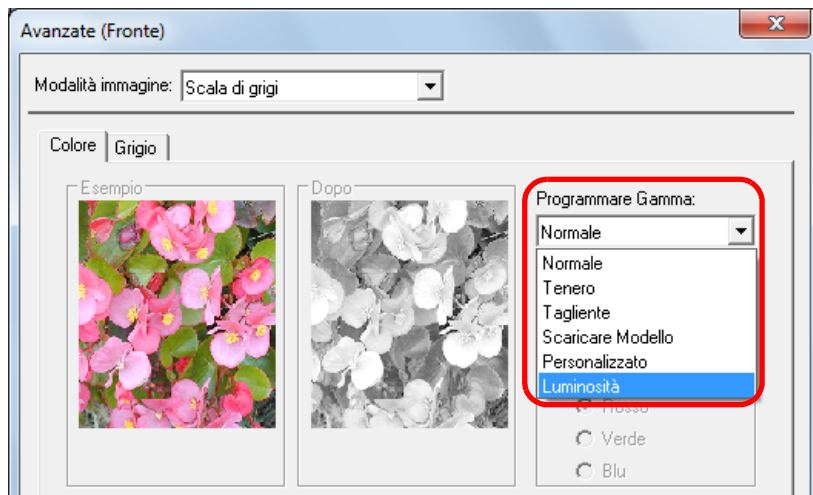 Avanzate (Fronte)
Modalità immagine: Scala di grigi
Colore Grigio
Esempio
Dopo
Programmare Gamma:
Normale
Normale
Tenero
Tagliente
Scaricare Modello
Personalizzato
Luminosità
Rosso
Verde
Blu